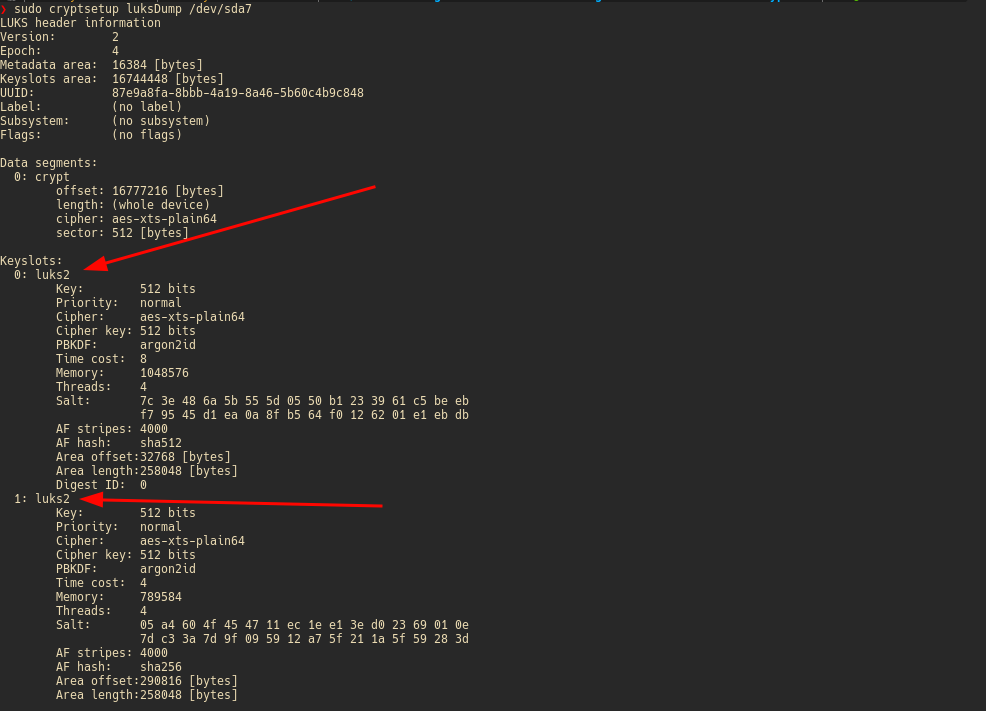 ❯ sudo cryptsetup luksDump /dev/sda7
LUKS header information
Version:        2
Epoch:          4
Metadata area:  16384 [bytes]
Keyslots area:  16744448 [bytes]
UUID:           87e9a8fa-8bbb-4a19-8a46-5b60c4b9c848
Label:          (no label)
Subsystem:      (no subsystem)
Flags:          (no flags)

Data segments:
  0: crypt
        offset: 16777216 [bytes]
        length: (whole device)
        cipher: aes-xts-plain64
        sector: 512 [bytes]

Keyslots:
  0: luks2
        Key:        512 bits
        Priority:   normal
        Cipher:     aes-xts-plain64
        Cipher key: 512 bits
        PBKDF:      argon2id
        Time cost:  8
        Memory:     1048576
        Threads:    4
        Salt:       7c 3e 48 6a 5b 55 5d 05 50 b1 23 39 61 c5 be eb
                    f7 95 45 d1 ea 0a 8f b5 64 f0 12 62 01 e1 eb db
        AF stripes: 4000
        AF hash:    sha512
        Area offset:32768 [bytes]
        Area length:258048 [bytes]
        Digest ID:  0
  1: luks2
        Key:        512 bits
        Priority:   normal
        Cipher:     aes-xts-plain64
        Cipher key: 512 bits
        PBKDF:      argon2id
        Time cost:  4
        Memory:     789584
        Threads:    4
        Salt:       05 a4 60 4f 45 47 11 ec 1e e1 3e d0 23 69 01 0e
                    7d c3 3a 7d 9f 09 59 12 a7 5f 21 1a 5f 59 28 3d
        AF stripes: 4000
        AF hash:    sha256
        Area offset:290816 [bytes]
        Area length:258048 [bytes]